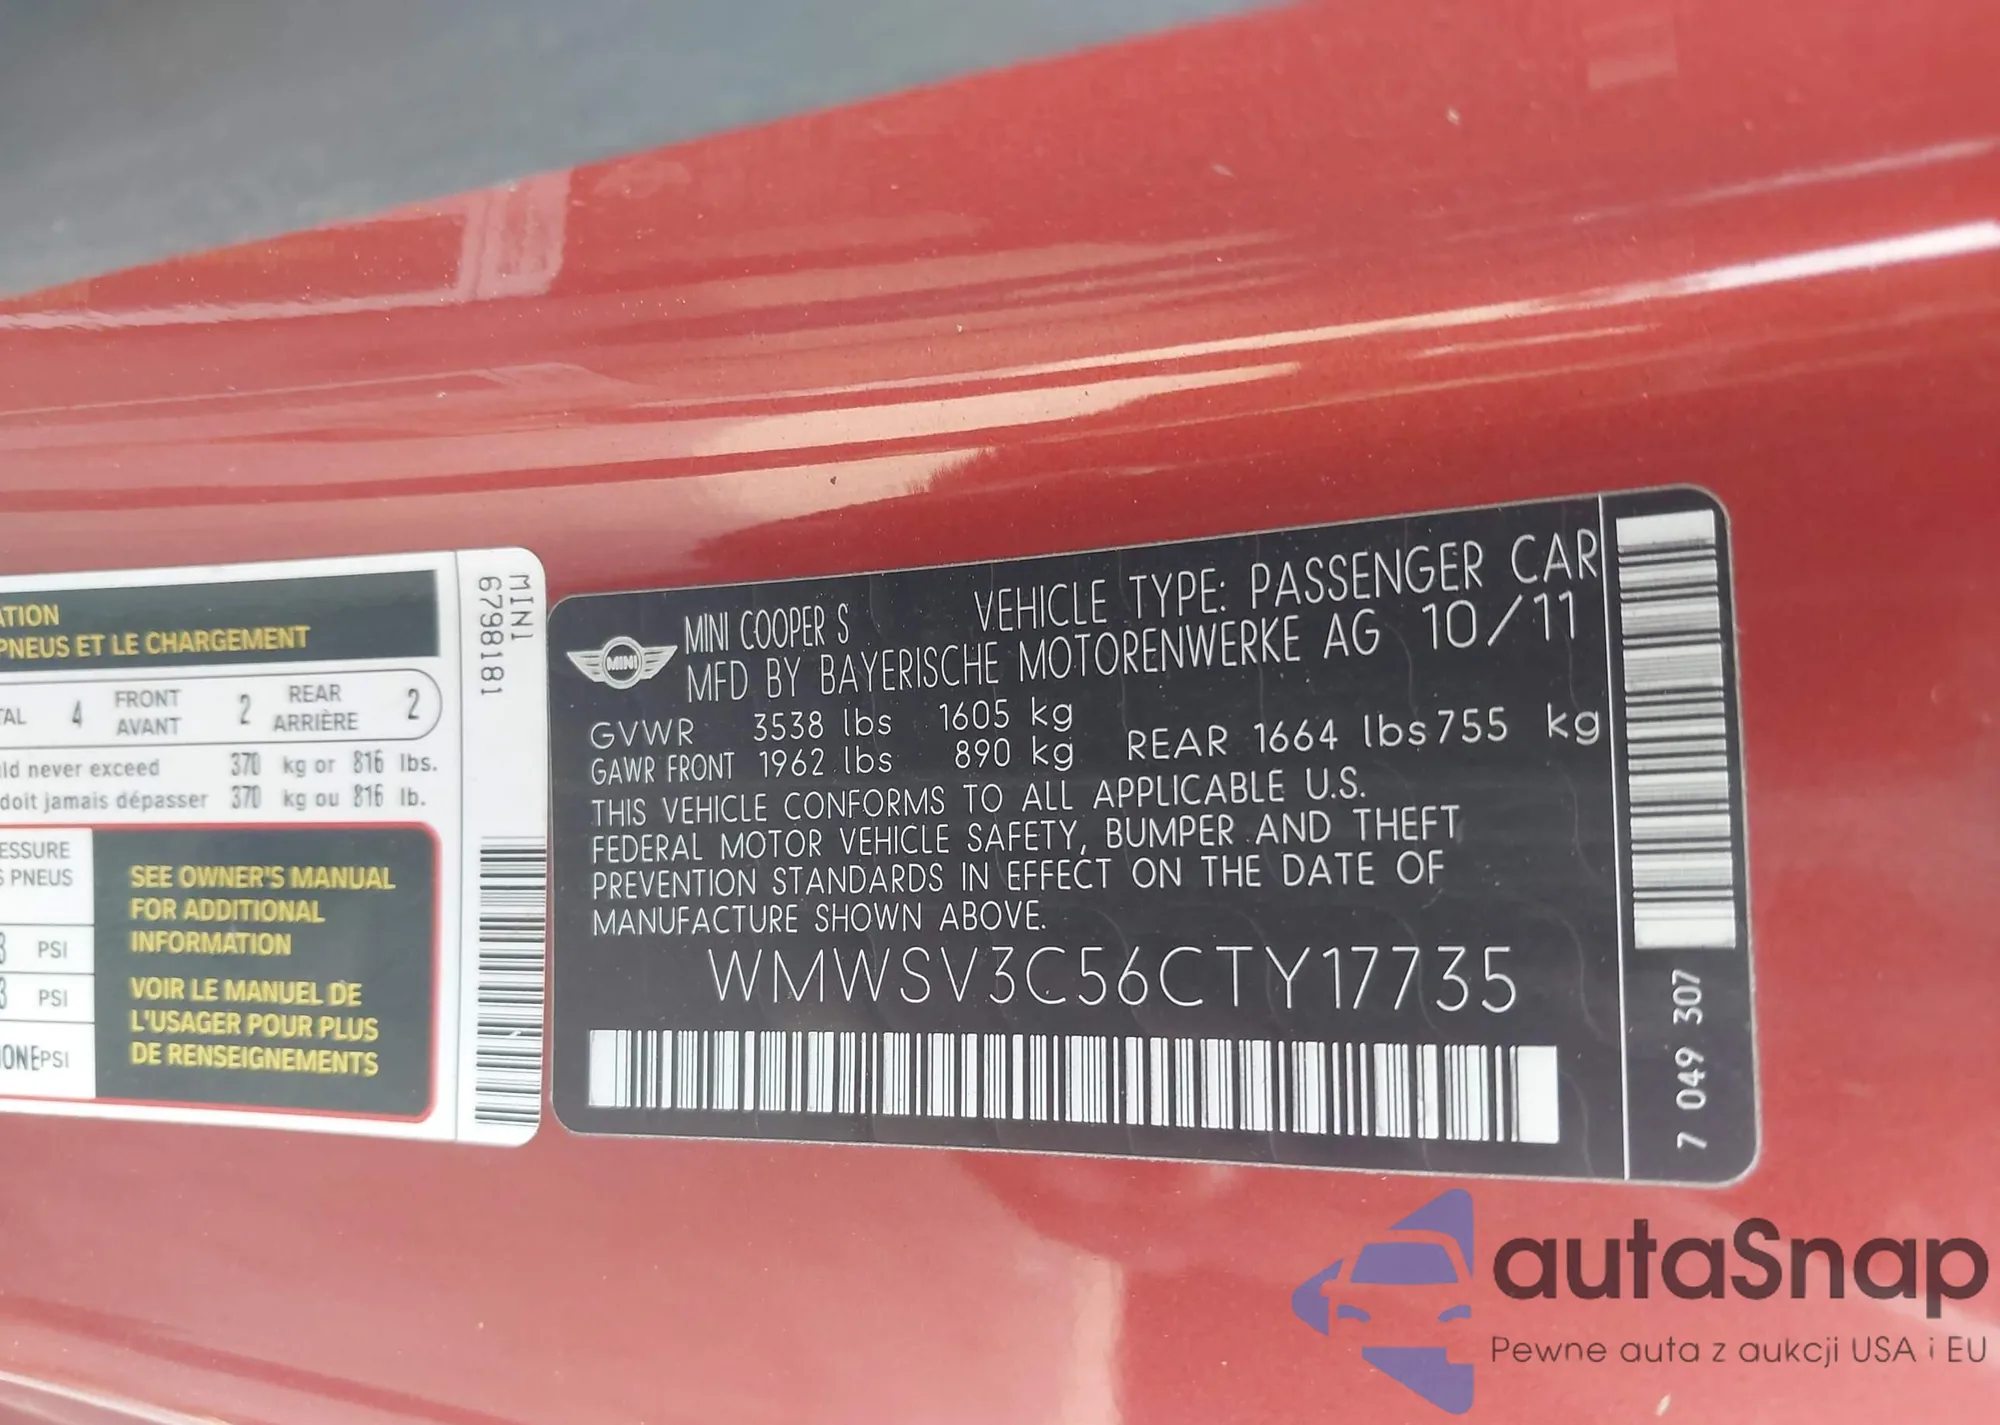 ATION
PNEUS ET LE CHARGEMENT
TAL 4 FRONT AVANT 2 REAR ARRIÈRE 2
ld never exceed 370 kg or 816 lbs.
doit jamais dépasser 370 kg ou 816 lb.
ESSURE
S PNEUS
3 PSI
3 PSI
ONE PSI
SEE OWNER'S MANUAL
FOR ADDITIONAL
INFORMATION
VOIR LE MANUEL DE
L'USAGER POUR PLUS
DE RENSEIGNEMENTS
MINI
6798181
MINI
MINI COOPER S VEHICLE TYPE: PASSENGER CAR
MFD BY BAYERISCHE MOTORENWERKE AG 10/11
GVWR 3538 lbs 1605 kg
GAWR FRONT 1962 lbs 890 kg REAR 1664 lbs 755 kg
THIS VEHICLE CONFORMS TO ALL APPLICABLE U.S.
FEDERAL MOTOR VEHICLE SAFETY, BUMPER AND THEFT
PREVENTION STANDARDS IN EFFECT ON THE DATE OF
MANUFACTURE SHOWN ABOVE.
WMWSV3C56CTY17735
7 049 307
autaSnap
Pewne auta z aukcji USA i EU